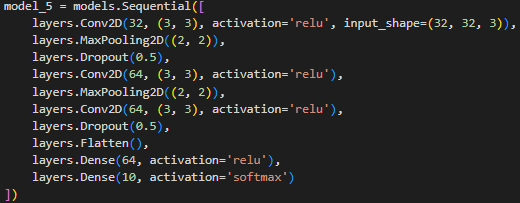 model_5 = models.Sequential([
    layers.Conv2D(32, (3, 3), activation='relu', input_shape=(32, 32, 3)),
    layers.MaxPooling2D((2, 2)),
    layers.Dropout(0.5),
    layers.Conv2D(64, (3, 3), activation='relu'),
    layers.MaxPooling2D((2, 2)),
    layers.Conv2D(64, (3, 3), activation='relu'),
    layers.Dropout(0.5),
    layers.Flatten(),
    layers.Dense(64, activation='relu'),
    layers.Dense(10, activation='softmax')
])